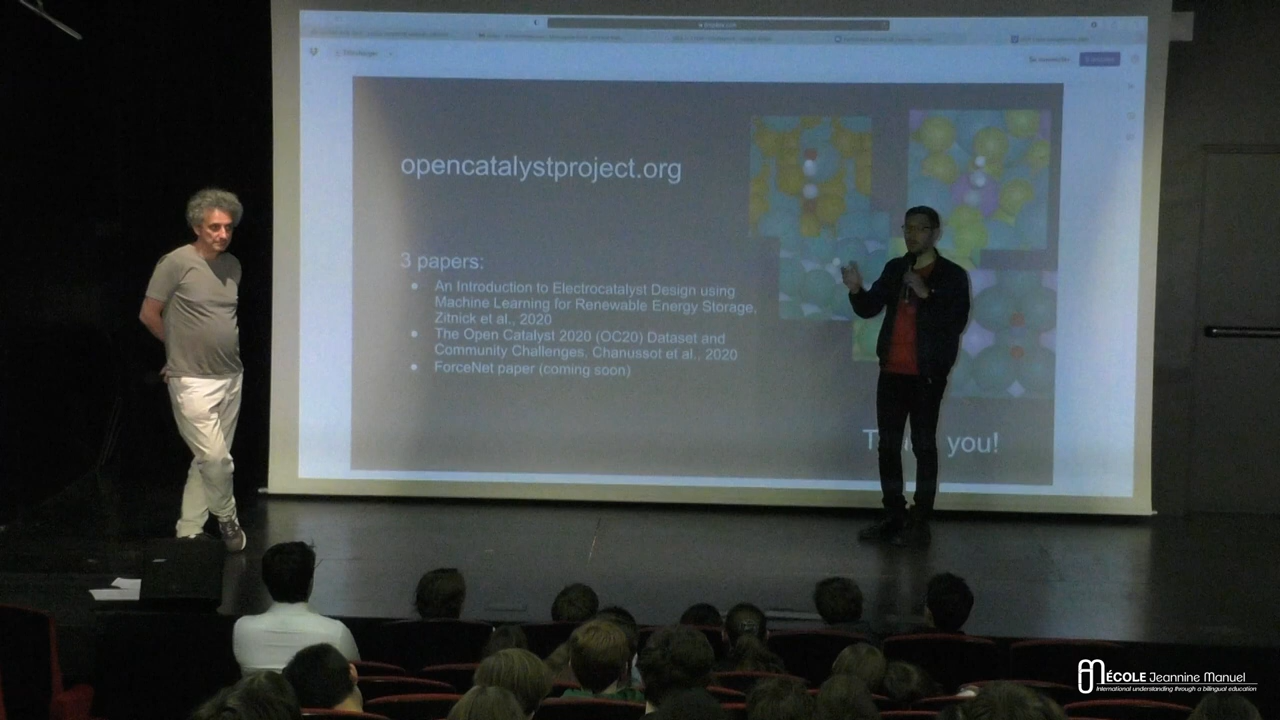 opencatalystproject.org
3 papers:
● An Introduction to Electrocatalyst Design using
Machine Learning for Renewable Energy Storage,
Zitnick et al., 2020
● The Open Catalyst 2020 (OC20) Dataset and
Community Challenges, Chanussot et al., 2020
● ForceNet paper (coming soon)
you!
ÉCOLE Jeannine Manuel
International understanding through a bilingual education